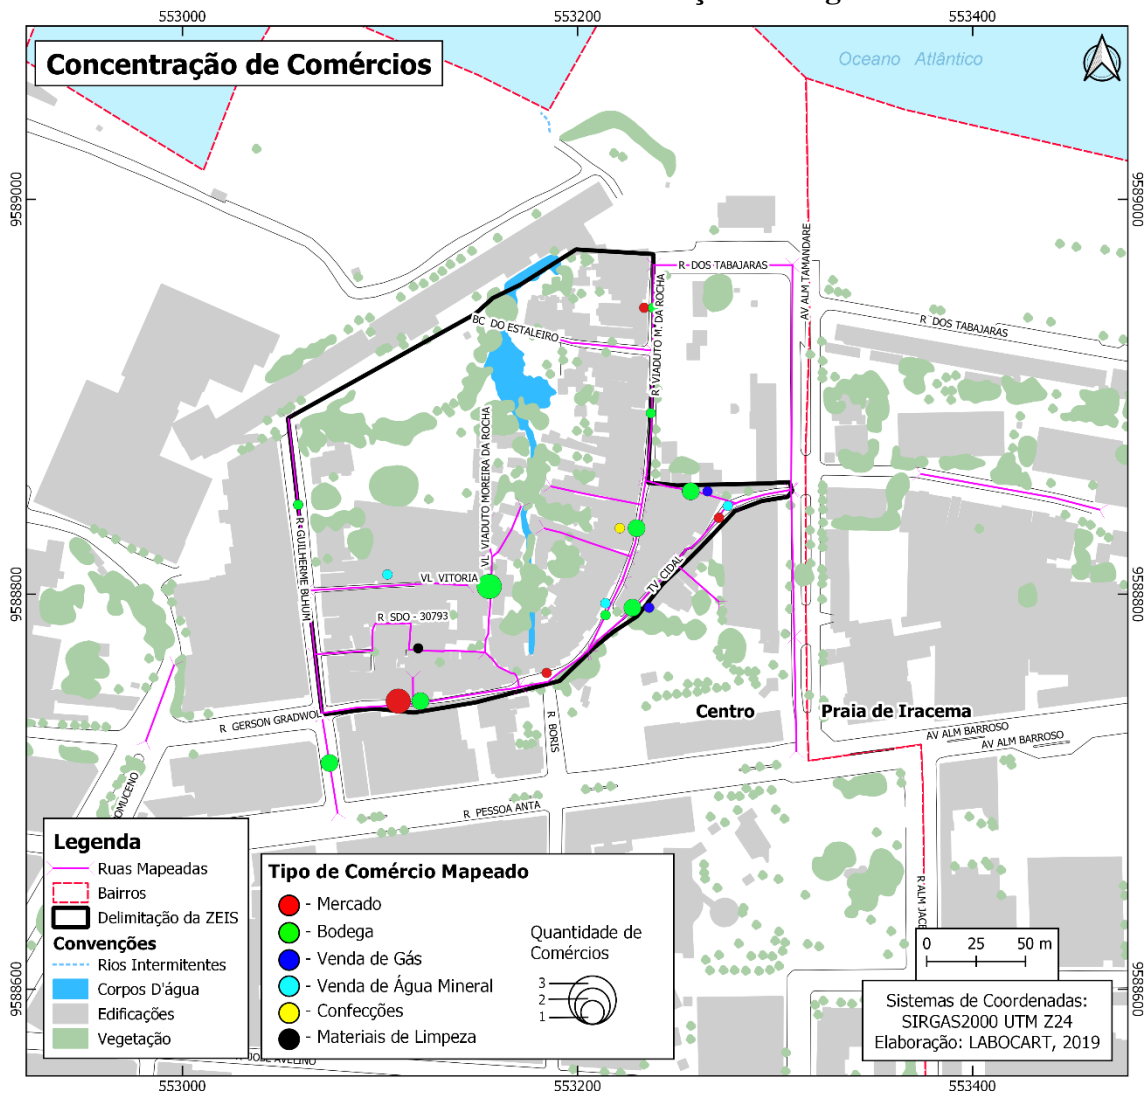 553000
553200
553400
Concentração de Comércios
Oceano Atlântico
9589000
9589000
R DOS TABAJARAS
AV ALM TAMANDARE
R DOS TABAJARAS
BC DO ESTALEIRO
R VIADUTO M. DA ROCHA
VL VIADUTO MOREIRA DA ROCHA
R GUILHERME BLHUM
VL VITORIA
TV CIDAL
9588800
9588800
R SDO - 30793
R GERSON GRADWOL
R BORIS
Centro
Praia de Iracema
AV ALM BARROSO
AV ALM BARROSO
OMUCENO
R PESSOA ANTA
R ALM JACE
R JOSE AVELINO
Legenda
Ruas Mapeadas
Bairros
Delimitação da ZEIS
Convenções
Rios Intermitentes
Corpos D'água
Edificações
Vegetação
Tipo de Comércio Mapeado
- Mercado
- Bodega
- Venda de Gás
- Venda de Água Mineral
- Confecções
- Materiais de Limpeza
Quantidade de
Comércios
3
2
1
0 25 50 m
Sistemas de Coordenadas:
SIRGAS2000 UTM Z24
Elaboração: LABOCART, 2019
9588600
9588600
553000
553200
553400